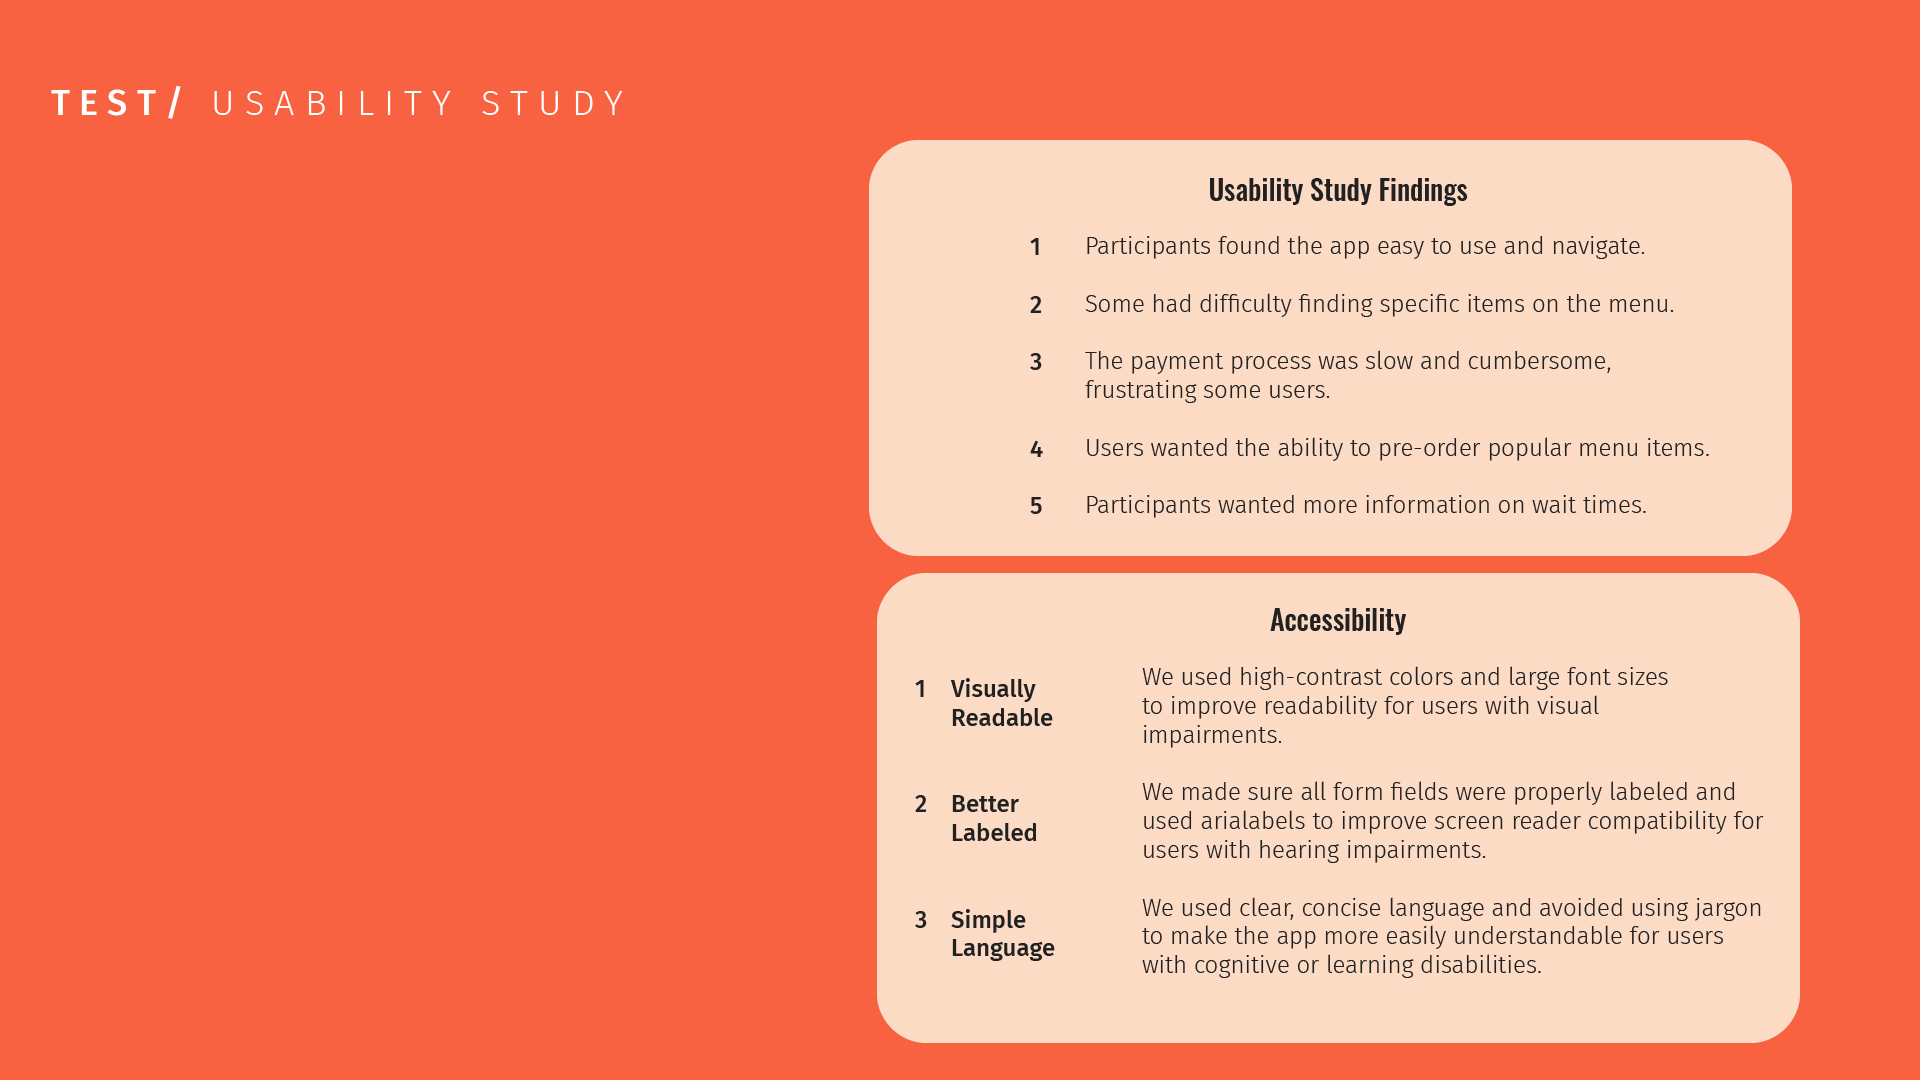 TEST/ USABILITY STUDY
Usability Study Findings
1 Participants found the app easy to use and navigate.
2 Some had difficulty finding specific items on the menu.
3 The payment process was slow and cumbersome,
frustrating some users.
4 Users wanted the ability to pre-order popular menu items.
5 Participants wanted more information on wait times.
Accessibility
1 Visually
Readable
We used high-contrast colors and large font sizes
to improve readability for users with visual
impairments.
2 Better
Labeled
We made sure all form fields were properly labeled and
used arialabels to improve screen reader compatibility for
users with hearing impairments.
3 Simple
Language
We used clear, concise language and avoided using jargon
to make the app more easily understandable for users
with cognitive or learning disabilities.